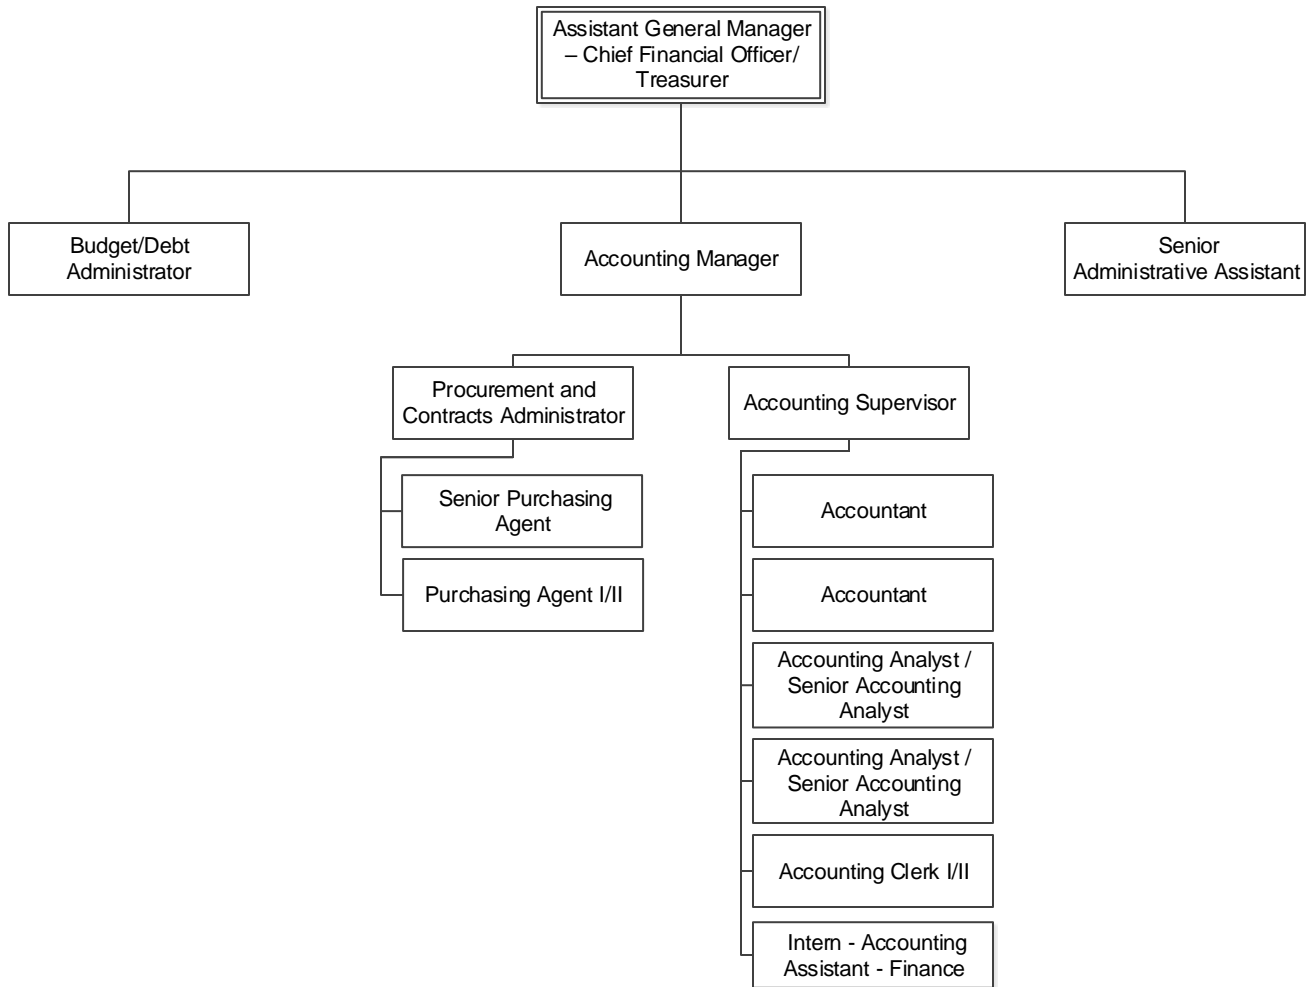 Assistant General Manager
– Chief Financial Officer/
Treasurer
Budget/Debt
Administrator
Accounting Manager
Senior
Administrative Assistant
Procurement and
Contracts Administrator
Accounting Supervisor
Senior Purchasing
Agent
Purchasing Agent I/II
Accountant
Accountant
Accounting Analyst /
Senior Accounting
Analyst
Accounting Analyst /
Senior Accounting
Analyst
Accounting Clerk I/II
Intern - Accounting
Assistant - Finance